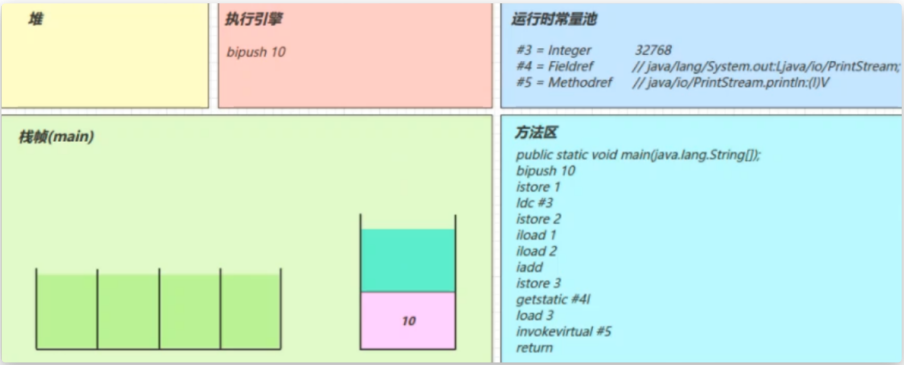 堆
执行引擎
bipush 10
运行时常量池
#3 = Integer 32768
#4 = Fieldref // java/lang/System.out:Ljava/io/PrintStream;
#5 = Methodref // java/io/PrintStream.println:(I)V
栈帧(main)
10
方法区
public static void main(java.lang.String[]);
bipush 10
istore 1
ldc #3
istore 2
iload 1
iload 2
iadd
istore 3
getstatic #4I
load 3
invokevirtual #5
return